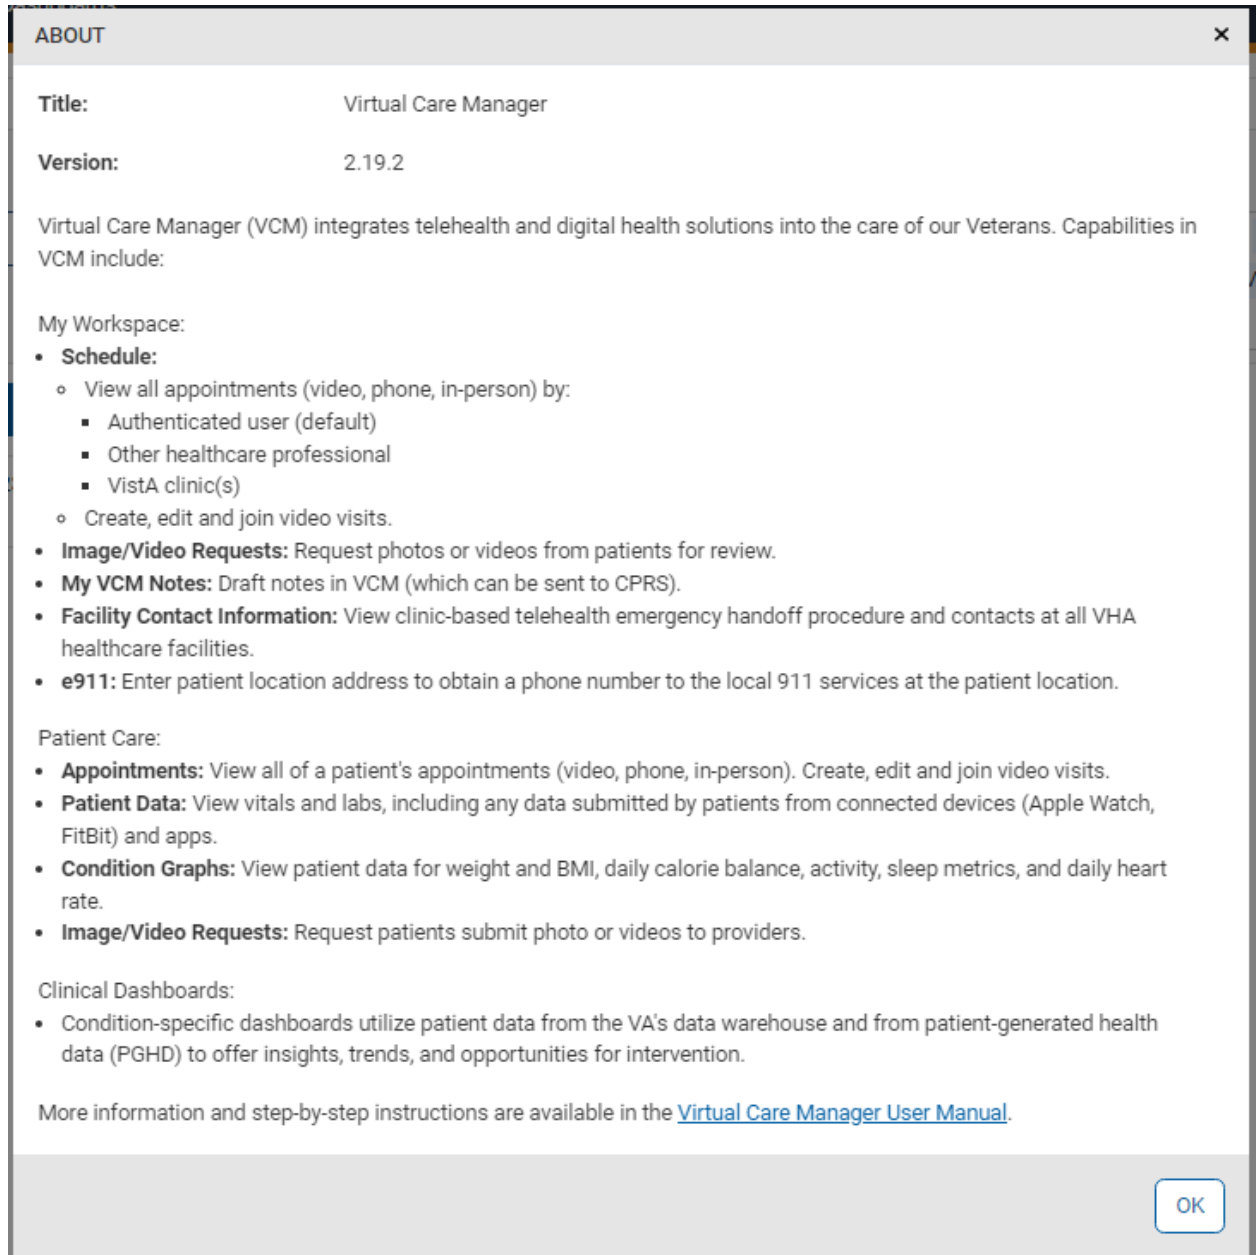 ABOUT ×
Title: Virtual Care Manager
Version: 2.19.2
Virtual Care Manager (VCM) integrates telehealth and digital health solutions into the care of our Veterans. Capabilities in
VCM include:
My Workspace:
• Schedule:
◦ View all appointments (video, phone, in-person) by:
▪ Authenticated user (default)
▪ Other healthcare professional
▪ VistA clinic(s)
◦ Create, edit and join video visits.
• Image/Video Requests: Request photos or videos from patients for review.
• My VCM Notes: Draft notes in VCM (which can be sent to CPRS).
• Facility Contact Information: View clinic-based telehealth emergency handoff procedure and contacts at all VHA
healthcare facilities.
• e911: Enter patient location address to obtain a phone number to the local 911 services at the patient location.
Patient Care:
• Appointments: View all of a patient's appointments (video, phone, in-person). Create, edit and join video visits.
• Patient Data: View vitals and labs, including any data submitted by patients from connected devices (Apple Watch,
FitBit) and apps.
• Condition Graphs: View patient data for weight and BMI, daily calorie balance, activity, sleep metrics, and daily heart
rate.
• Image/Video Requests: Request patients submit photo or videos to providers.
Clinical Dashboards:
• Condition-specific dashboards utilize patient data from the VA's data warehouse and from patient-generated health
data (PGHD) to offer insights, trends, and opportunities for intervention.
More information and step-by-step instructions are available in the Virtual Care Manager User Manual.
OK